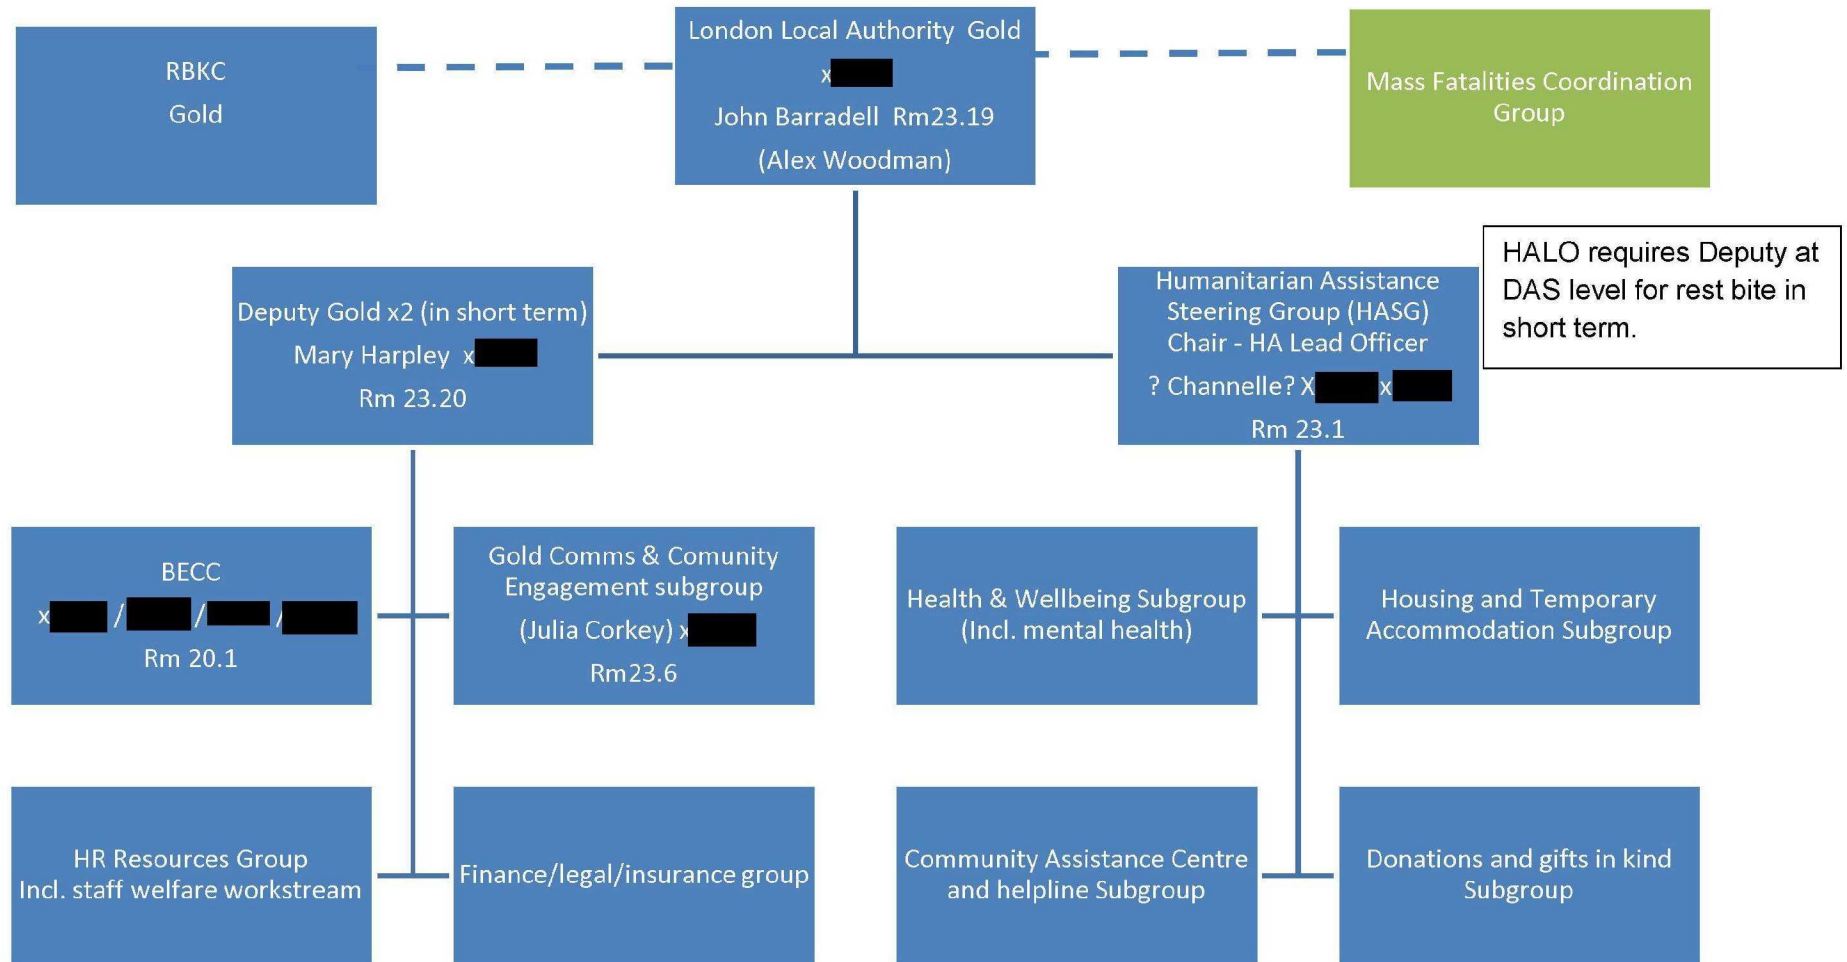 RBKC
Gold
London Local Authority Gold
x
John Barradell Rm23.19
(Alex Woodman)
Mass Fatalities Coordination
Group
Deputy Gold x2 (in short term)
Mary Harpley x
Rm 23.20
Humanitarian Assistance
Steering Group (HASG)
Chair - HA Lead Officer
? Channelle? X x
Rm 23.1
HALO requires Deputy at
DAS level for rest bite in
short term.
BECC
x / / /
Rm 20.1
Gold Comms & Comunity
Engagement subgroup
(Julia Corkey) x
Rm23.6
Health & Wellbeing Subgroup
(Incl. mental health)
Housing and Temporary
Accommodation Subgroup
HR Resources Group
Incl. staff welfare workstream
Finance/legal/insurance group
Community Assistance Centre
and helpline Subgroup
Donations and gifts in kind
Subgroup